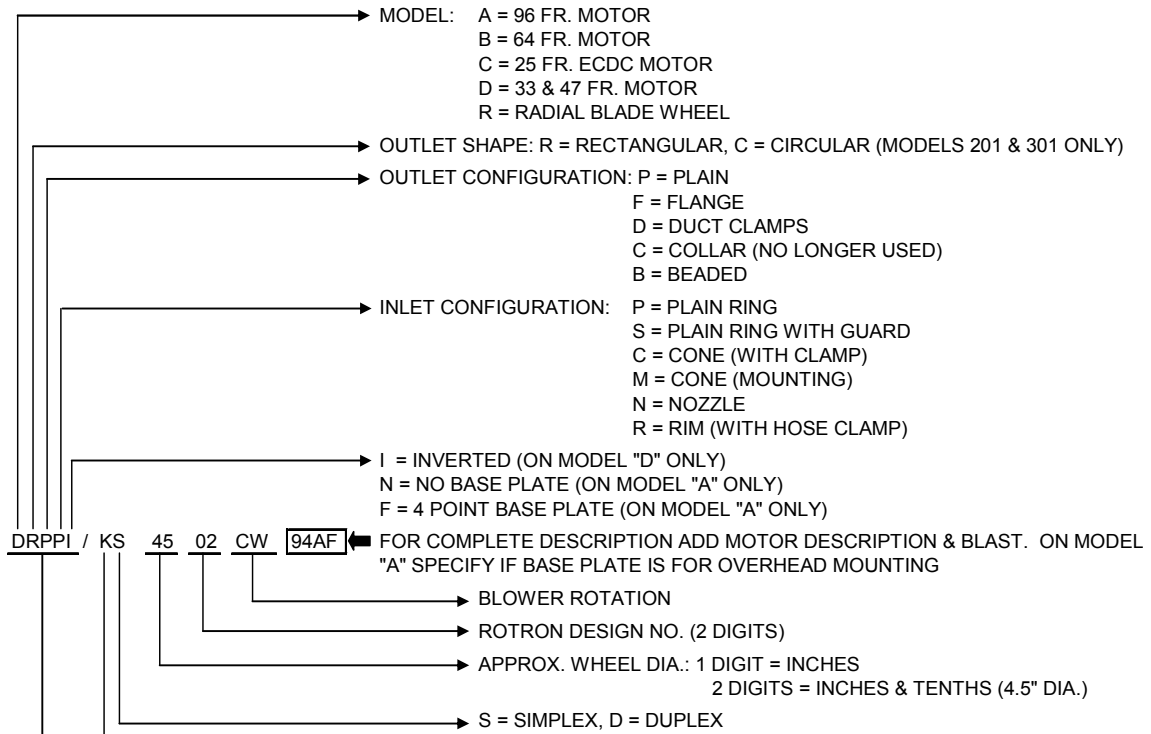 MODEL: A = 96 FR. MOTOR
B = 64 FR. MOTOR
C = 25 FR. ECDC MOTOR
D = 33 & 47 FR. MOTOR
R = RADIAL BLADE WHEEL
OUTLET SHAPE: R = RECTANGULAR, C = CIRCULAR (MODELS 201 & 301 ONLY)
OUTLET CONFIGURATION: P = PLAIN
F = FLANGE
D = DUCT CLAMPS
C = COLLAR (NO LONGER USED)
B = BEADED
INLET CONFIGURATION: P = PLAIN RING
S = PLAIN RING WITH GUARD
C = CONE (WITH CLAMP)
M = CONE (MOUNTING)
N = NOZZLE
R = RIM (WITH HOSE CLAMP)
I = INVERTED (ON MODEL "D" ONLY)
N = NO BASE PLATE (ON MODEL "A" ONLY)
F = 4 POINT BASE PLATE (ON MODEL "A" ONLY)
DRPPI / KS 45 02 CW 94AF FOR COMPLETE DESCRIPTION ADD MOTOR DESCRIPTION & BLAST. ON MODEL
"A" SPECIFY IF BASE PLATE IS FOR OVERHEAD MOUNTING
BLOWER ROTATION
ROTRON DESIGN NO. (2 DIGITS)
APPROX. WHEEL DIA.: 1 DIGIT = INCHES
2 DIGITS = INCHES & TENTHS (4.5" DIA.)
S = SIMPLEX, D = DUPLEX